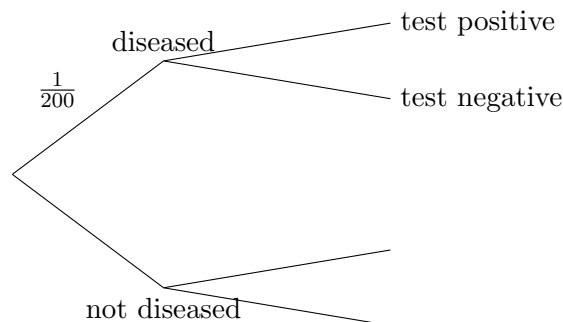 test positive
diseased
1/200
test negative
not diseased